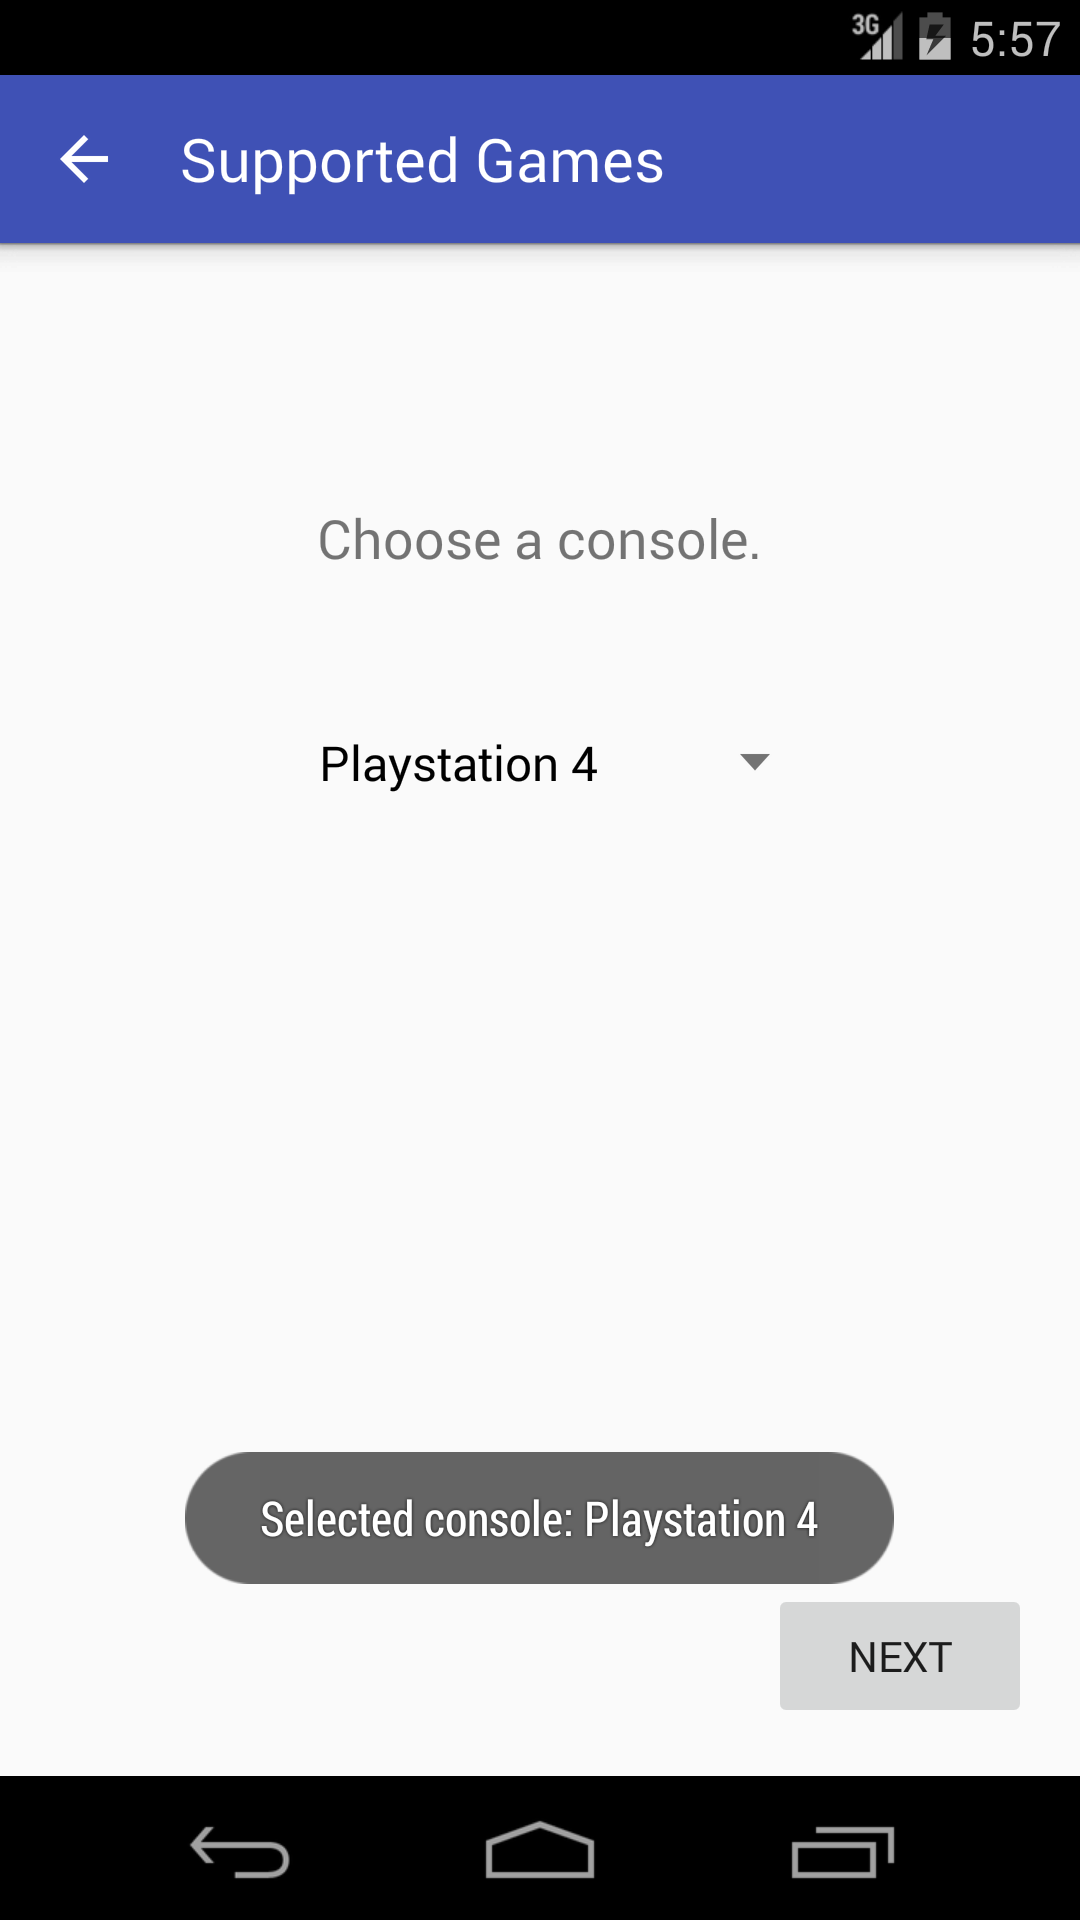 3G 5:57
Supported Games
Choose a console.
Playstation 4
Selected console: Playstation 4
NEXT